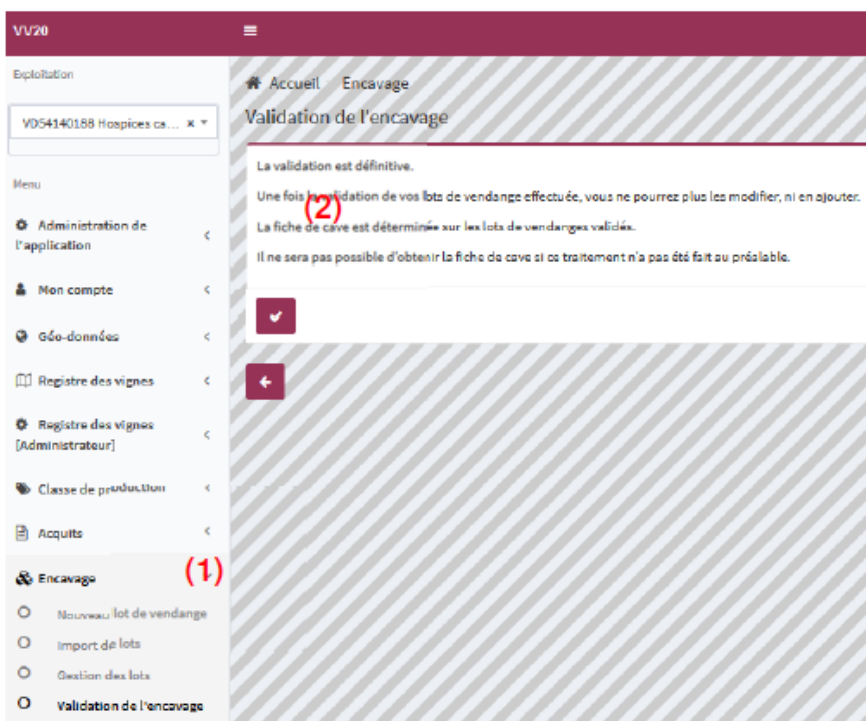 VV20
Exploitation
VD54140188 Hospices ca... x
Menu
Administration de
l'application
Mon compte
Géo-données
Registre des vignes
Registre des vignes
[Administrateur]
Classe de production
Acquits
Encavage
(1)
Nouveau lot de vendange
Import de lots
Gestion des lots
Validation de l'encavage
Accueil Encavage
Validation de l'encavage
La validation est définitive.
Une fois la validation de vos lots de vendange effectuée, vous ne pourrez plus les modifier, ni en ajouter.
(2)
La fiche de cave est déterminée sur les lots de vendanges validés.
Il ne sera pas possible d'obtenir la fiche de cave si ce traitement n'a pas été fait au préalable.